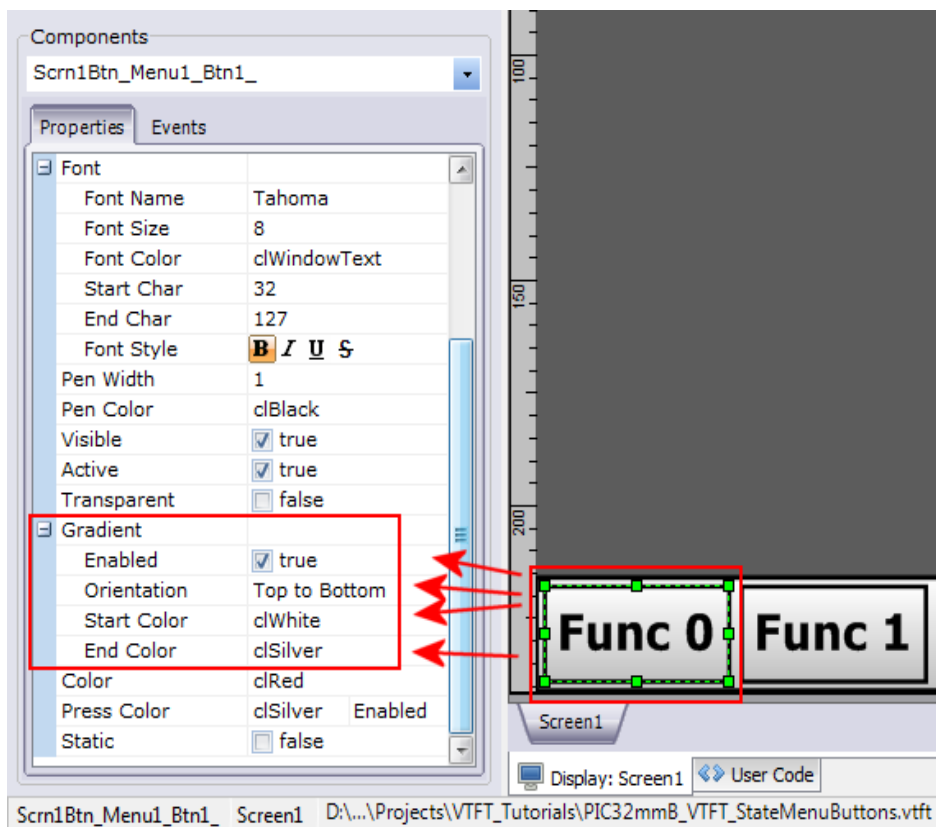 Components
Scrn1Btn_Menu1_Btn1_
Properties Events
Font
Font Name Tahoma
Font Size 8
Font Color clWindowText
Start Char 32
End Char 127
Font Style B I U S
Pen Width 1
Pen Color clBlack
Visible true
Active true
Transparent false
Gradient
Enabled true
Orientation Top to Bottom
Start Color clWhite
End Color clSilver
Color clRed
Press Color clSilver Enabled
Static false
100
150
200
Func 0 Func 1
Screen1
Display: Screen1 User Code
Scrn1Btn_Menu1_Btn1_ Screen1 D:\...\Projects\VTFT_Tutorials\PIC32mmB_VTFT_StateMenuButtons.vtft